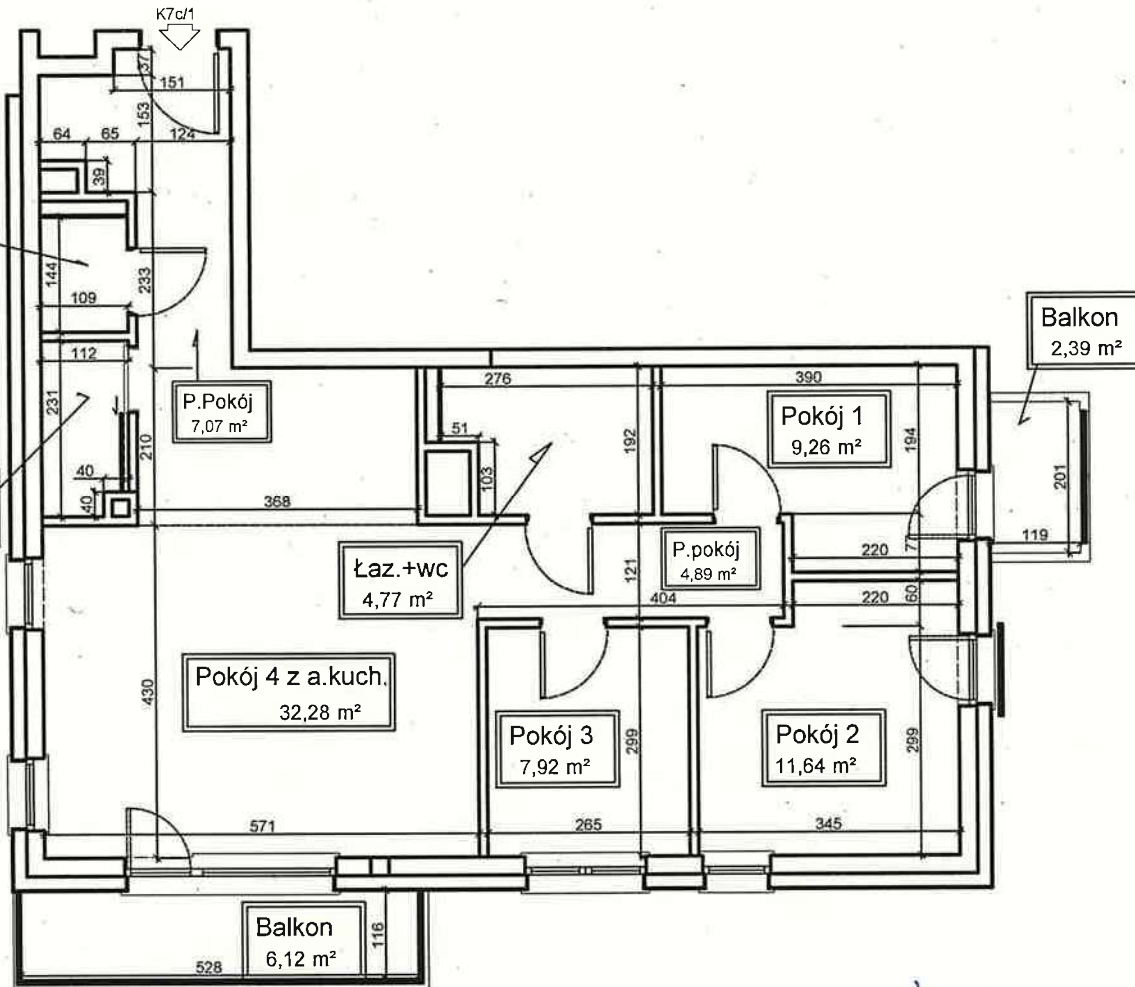 K7c/1
37
151
153
64
65
124
39
144
233
109
112
231
P.Pokój
7,07 m²
210
40
40
368
276
51
103
192
390
Pokój 1
9,26 m²
194
Balkon
2,39 m²
201
119
220
Łaz.+wc
4,77 m²
121
P.pokój
4,89 m²
404
220
60
Pokój 4 z a.kuch.
32,28 m²
430
Pokój 3
7,92 m²
299
Pokój 2
11,64 m²
299
571
265
345
Balkon
6,12 m²
116
528